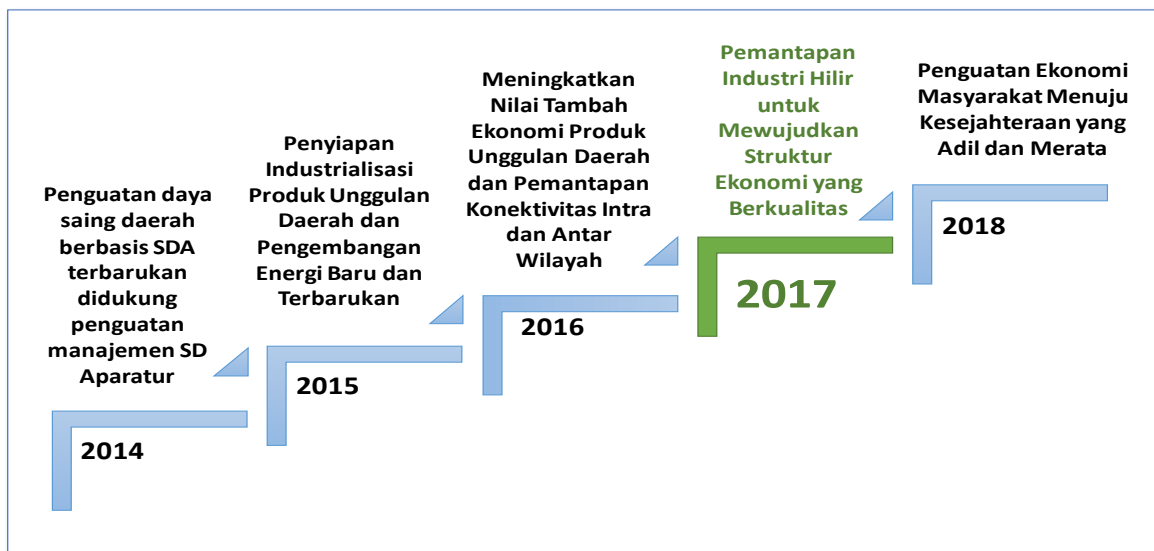 Penguatan daya
saing daerah
berbasis SDA
terbarukan
didukung
penguatan
manajemen SD
Aparatur
2014
Penyiapan
Industrialisasi
Produk Unggulan
Daerah dan
Pengembangan
Energi Baru dan
Terbarukan
2015
Meningkatkan
Nilai Tambah
Ekonomi Produk
Unggulan Daerah
dan Pemantapan
Konektivitas Intra
dan Antar
Wilayah
2016
Pemantapan
Industri Hilir
untuk
Mewujudkan
Struktur
Ekonomi yang
Berkualitas
2017
Penguatan Ekonomi
Masyarakat Menuju
Kesejahteraan yang
Adil dan Merata
2018